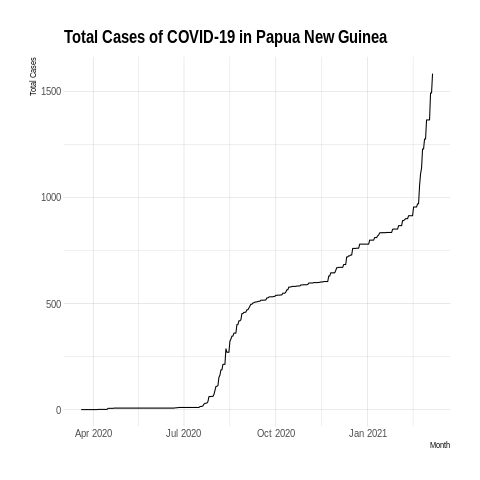 Total Cases of COVID-19 in Papua New Guinea
Total Cases
1500
1000
500
0
Apr 2020
Jul 2020
Oct 2020
Jan 2021
Month